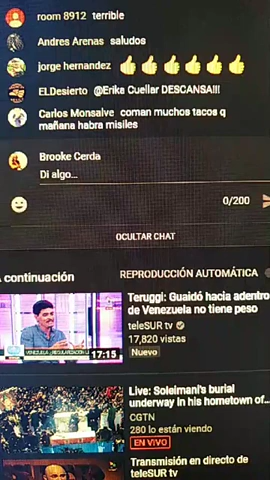 room 8912 terrible
Andres Arenas saludos
jorge hernandez
ELDesierto @Erike Cuellar DESCANSA!!!
Carlos Monsalve coman muchos tacos q
mañana habra misiles
Brooke Cerda
Di algo...
0/200
OCULTAR CHAT
continuación
REPRODUCCIÓN AUTOMÁTICA
Teruggi: Guaidó hacia adentro
de Venezuela no tiene peso
teleSUR tv
17,820 vistas
Nuevo
17:15
Live: Soleimani's burial
underway in his hometown of...
CGTN
280 lo están viendo
EN VIVO
Transmisión en directo de
teleSUR tv